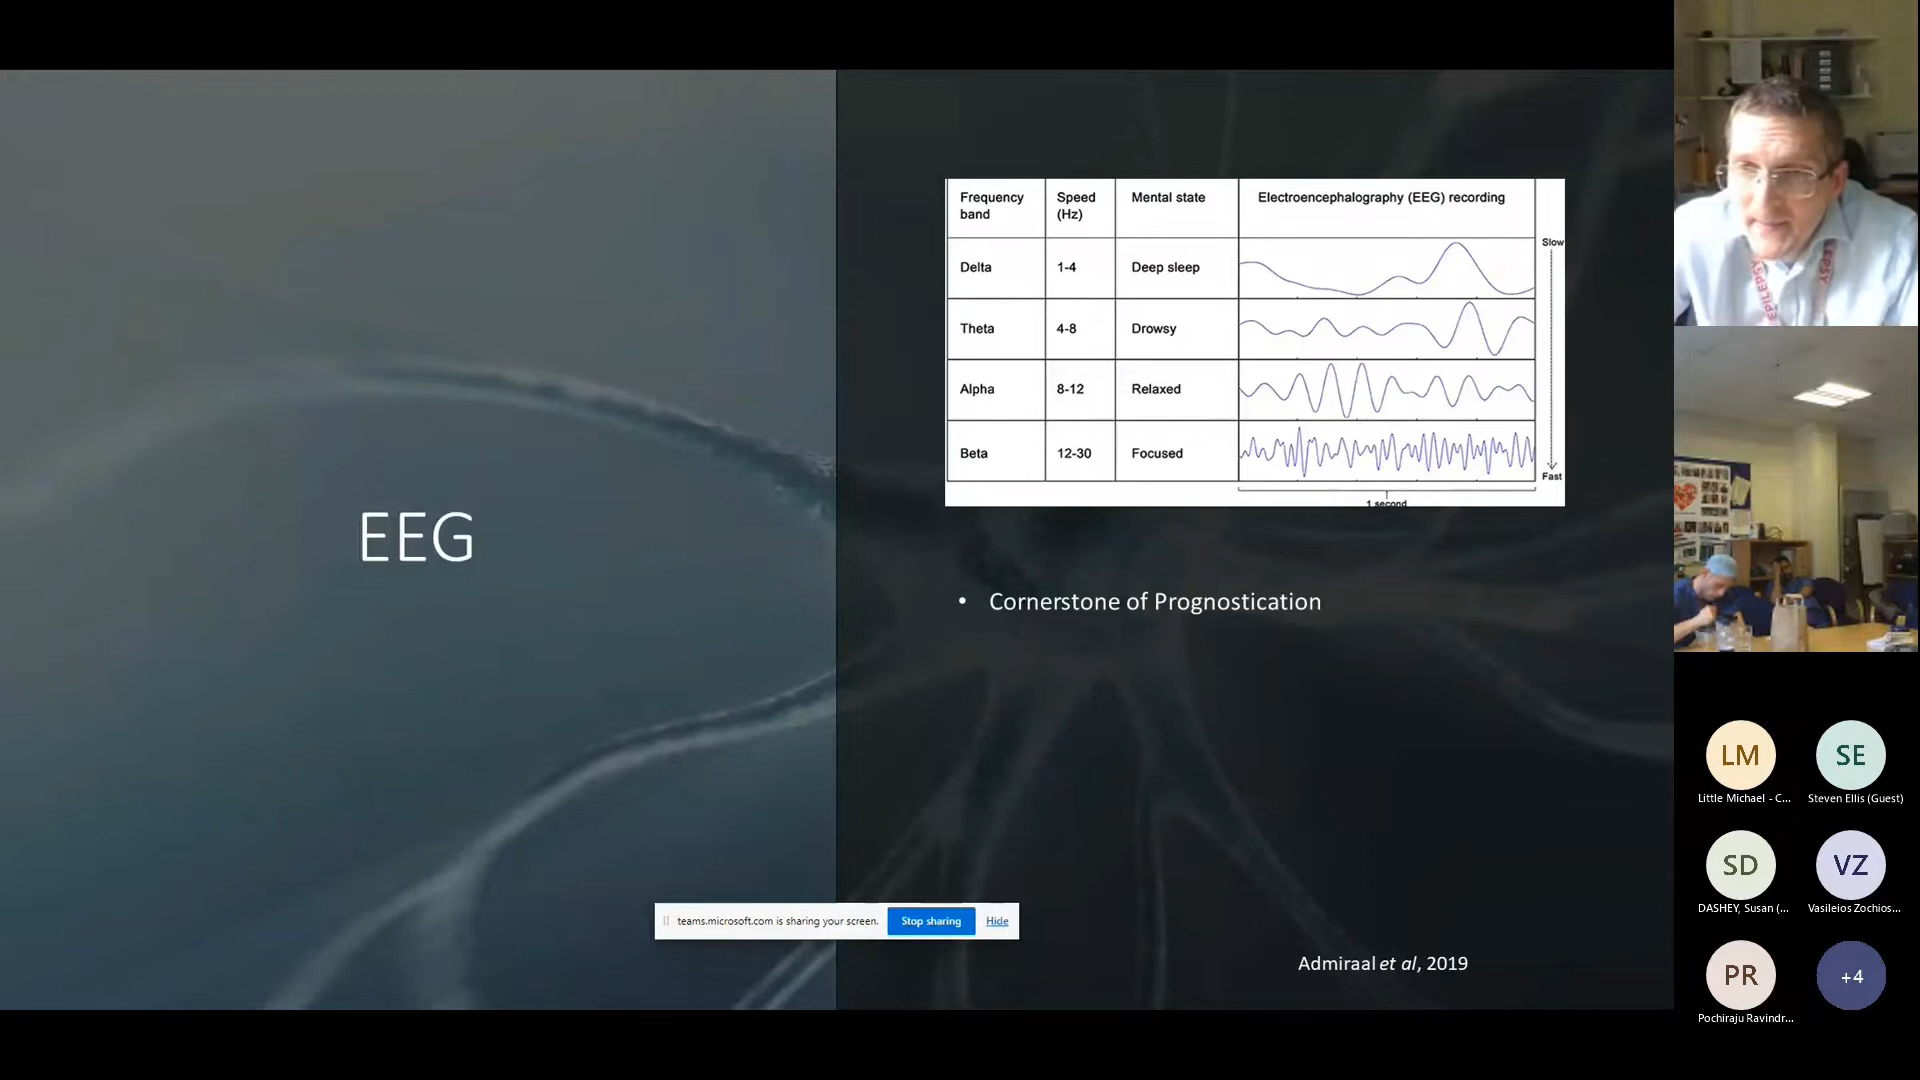 EEG
Frequency band
Speed (Hz)
Mental state
Electroencephalography (EEG) recording
Delta
1-4
Deep sleep
Theta
4-8
Drowsy
Alpha
8-12
Relaxed
Beta
12-30
Focused
Slow
Fast
1 second
• Cornerstone of Prognostication
Admiraal et al, 2019
teams.microsoft.com is sharing your screen.
Stop sharing
Hide
EPILEPSY
EPSY
LM
Little Michael - C...
SE
Steven Ellis (Guest)
SD
DASHEY, Susan (...
VZ
Vasileios Zochios...
PR
Pochiraju Ravindr...
+4